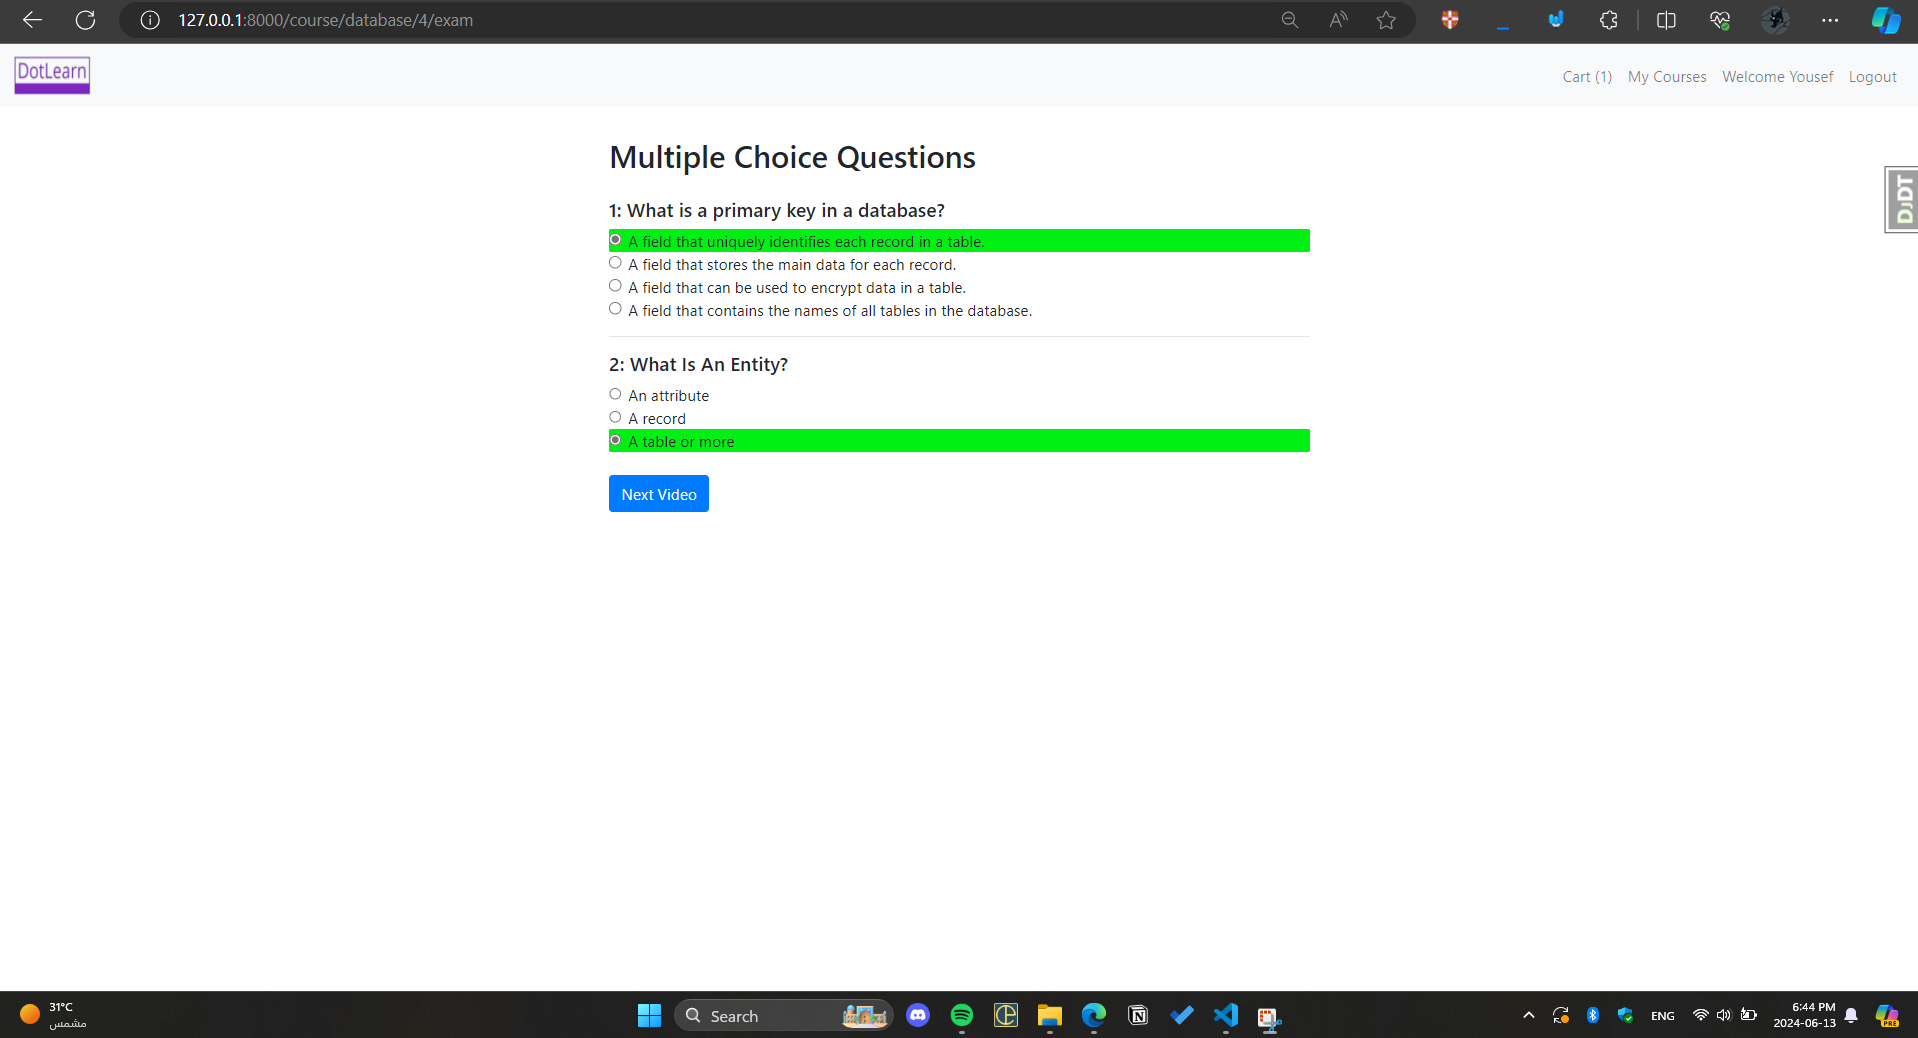 127.0.0.1:8000/course/database/4/exam
DotLearn
Cart (1) My Courses Welcome Yousef Logout
Multiple Choice Questions
DJDT
1: What is a primary key in a database?
A field that uniquely identifies each record in a table.
A field that stores the main data for each record.
A field that can be used to encrypt data in a table.
A field that contains the names of all tables in the database.
2: What Is An Entity?
An attribute
A record
A table or more
Next Video
31°C
مشمس
Search
ENG
6:44 PM
2024-06-13
PRE